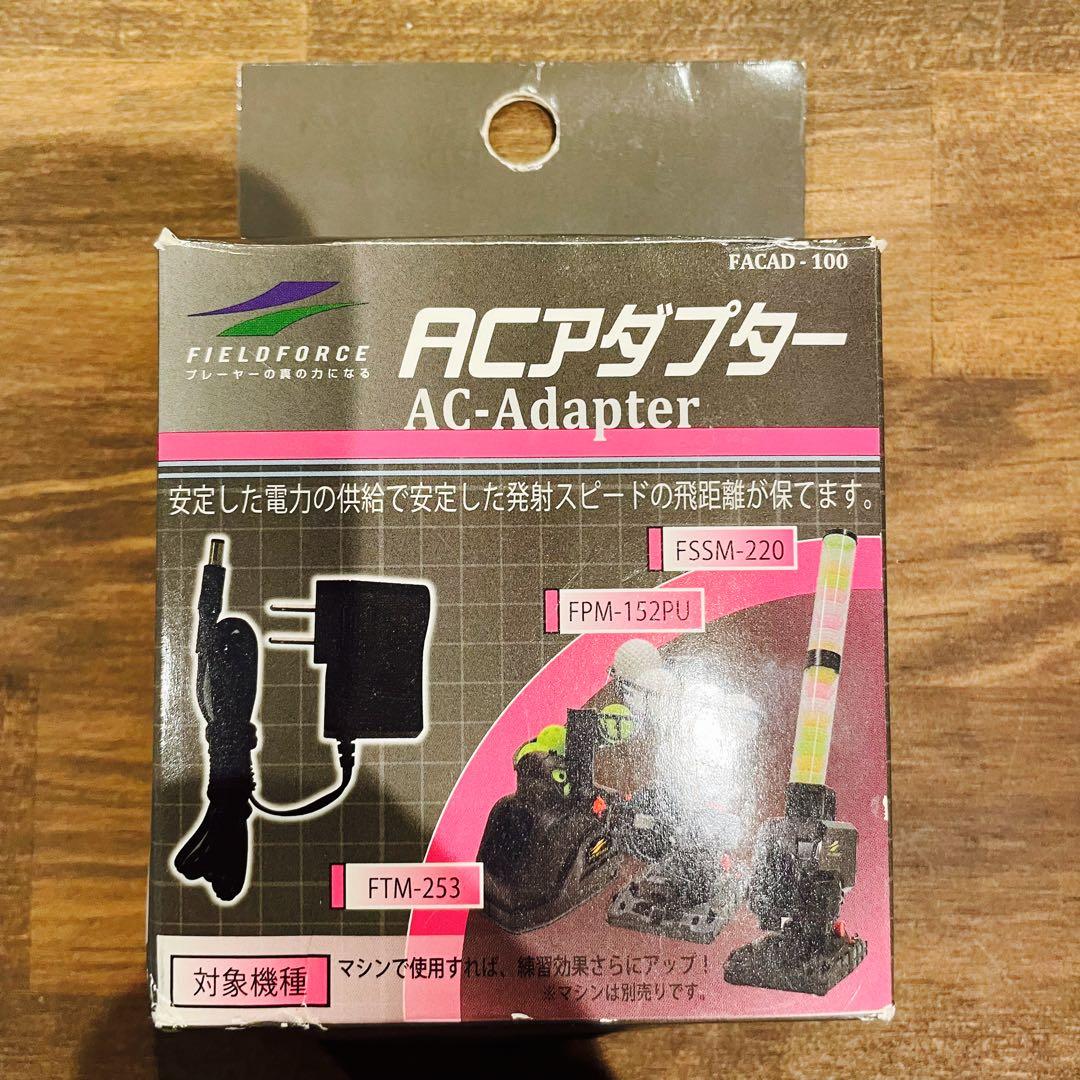 FACAD - 100
FIELDFORCE
プレーヤーの真の力になる
ACアダプター
AC-Adapter
安定した電力の供給で安定した発射スピードの飛距離が保てます。
FSSM-220
FPM-152PU
FTM-253
対象機種
マシンで使用すれば、練習効果さらにアップ！
※マシンは別売りです。